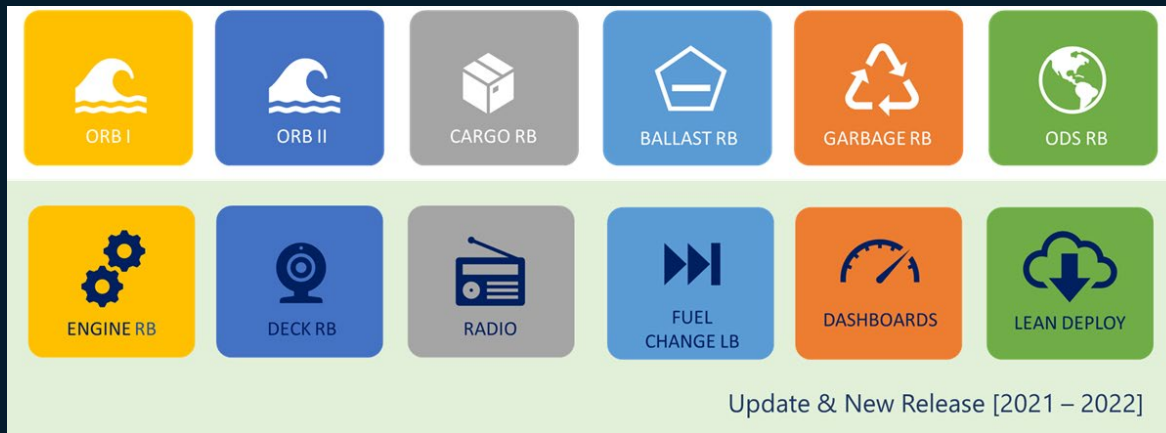 ORB I
ORB II
CARGO RB
BALLAST RB
GARBAGE RB
ODS RB
ENGINE RB
DECK RB
RADIO
FUEL
CHANGE LB
DASHBOARDS
LEAN DEPLOY
Update & New Release [2021 – 2022]